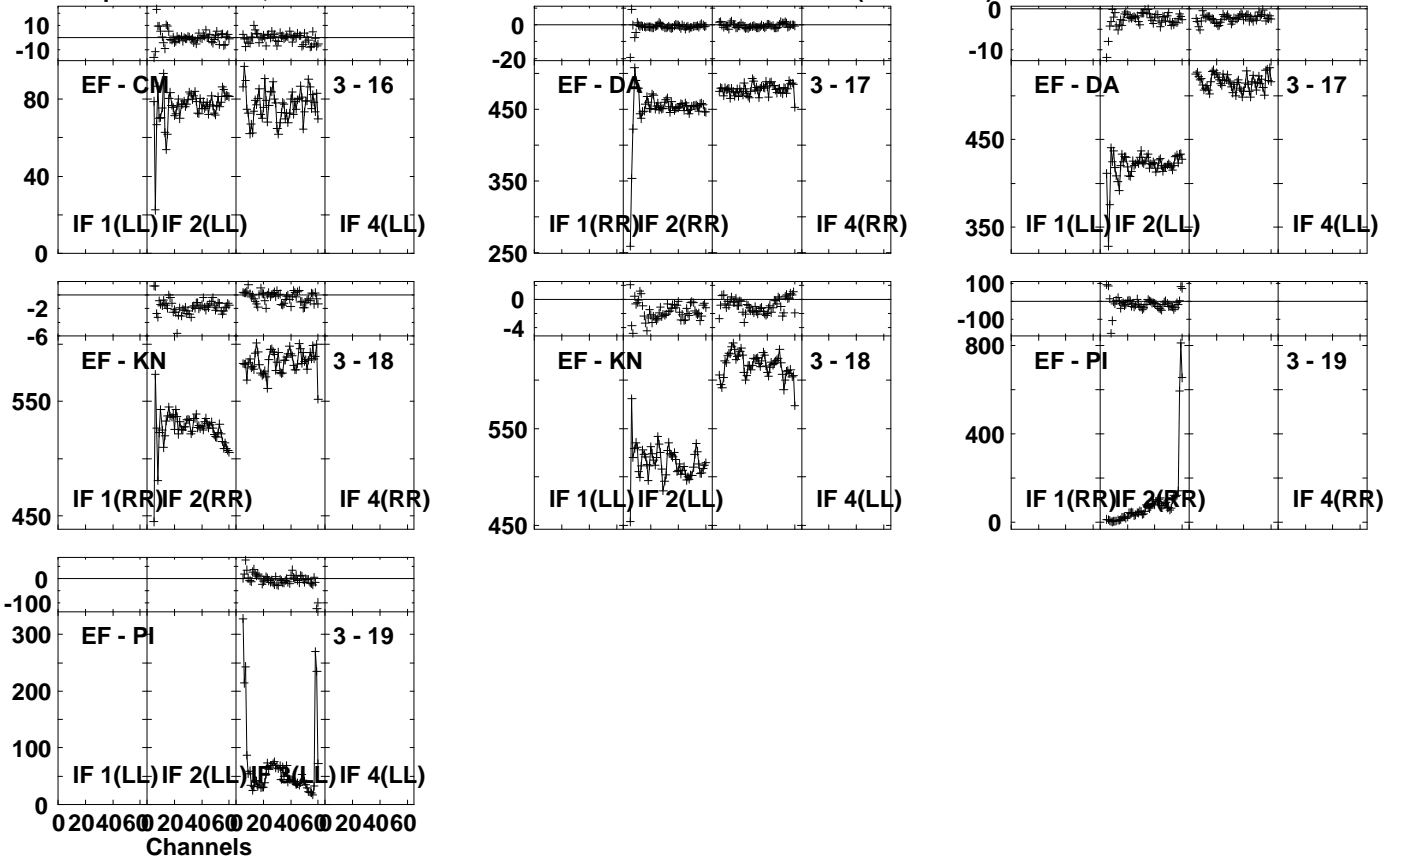 10
-10
EF - CM
3 - 16
80
40
0
IF 1(LL) IF 2(LL) IF 4(LL)
0
-20
EF - DA
3 - 17
450
350
250
IF 1(RR) IF 2(RR) IF 4(RR)
0
-10
EF - DA
3 - 17
450
350
IF 1(LL) IF 2(LL) IF 4(LL)
-2
-6
EF - KN
3 - 18
550
450
IF 1(RR) IF 2(RR) IF 4(RR)
0
-4
EF - KN
3 - 18
550
450
IF 1(LL) IF 2(LL) IF 4(LL)
100
-100
EF - PI
3 - 19
800
400
0
IF 1(RR) IF 2(RR) IF 4(RR)
0
-100
EF - PI
3 - 19
300
200
100
0
IF 1(LL) IF 2(LL) IF 3(LL) IF 4(LL)
0 20 40 60 0 20 40 60 0 20 40 60 0 20 40 60
Channels